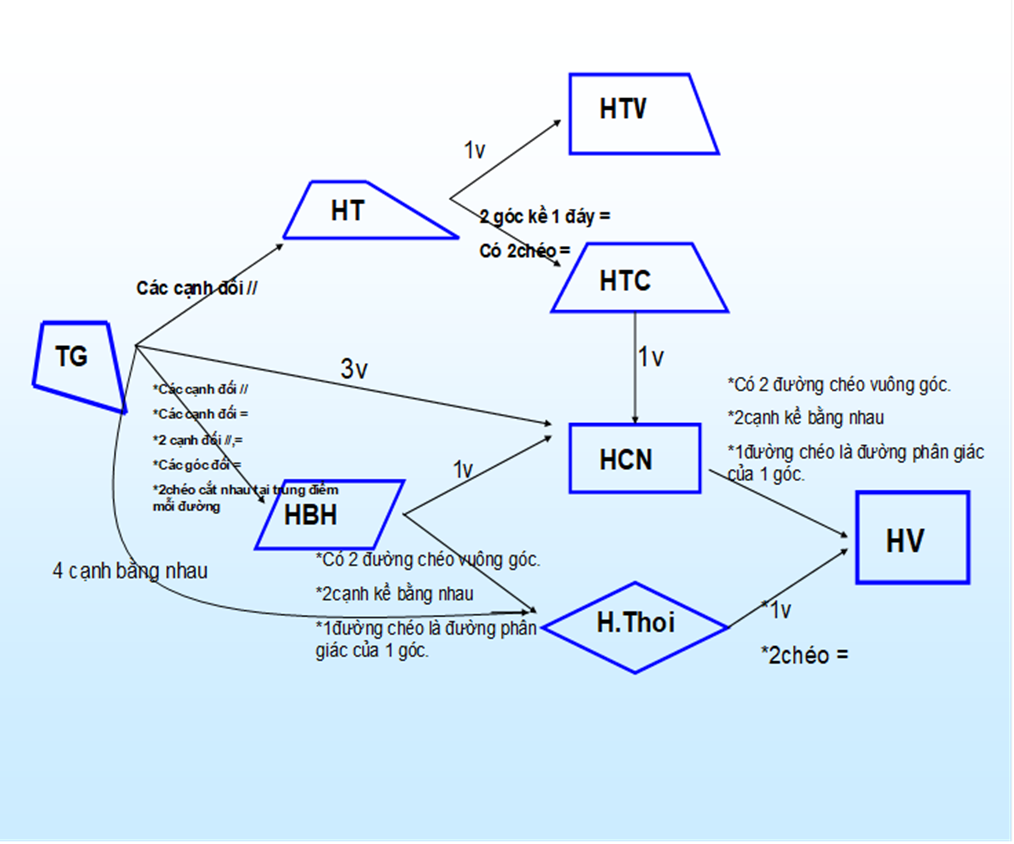 HTV
1v
HT
2 góc kề 1 đáy =
Có 2chéo =
HTC
Các cạnh đối //
TG
3v
1v
*Các cạnh đối //
*Các cạnh đối =
*2 cạnh đối //,=
*Các góc đối =
*2chéo cắt nhau tại trung điểm
mỗi đường
*Có 2 đường chéo vuông góc.
*2cạnh kề bằng nhau
*1đường chéo là đường phân giác
của 1 góc.
1v
HCN
HBH
HV
4 cạnh bằng nhau
*Có 2 đường chéo vuông góc.
*2cạnh kề bằng nhau
*1đường chéo là đường phân
giác của 1 góc.
H.Thoi
*1v
*2chéo =